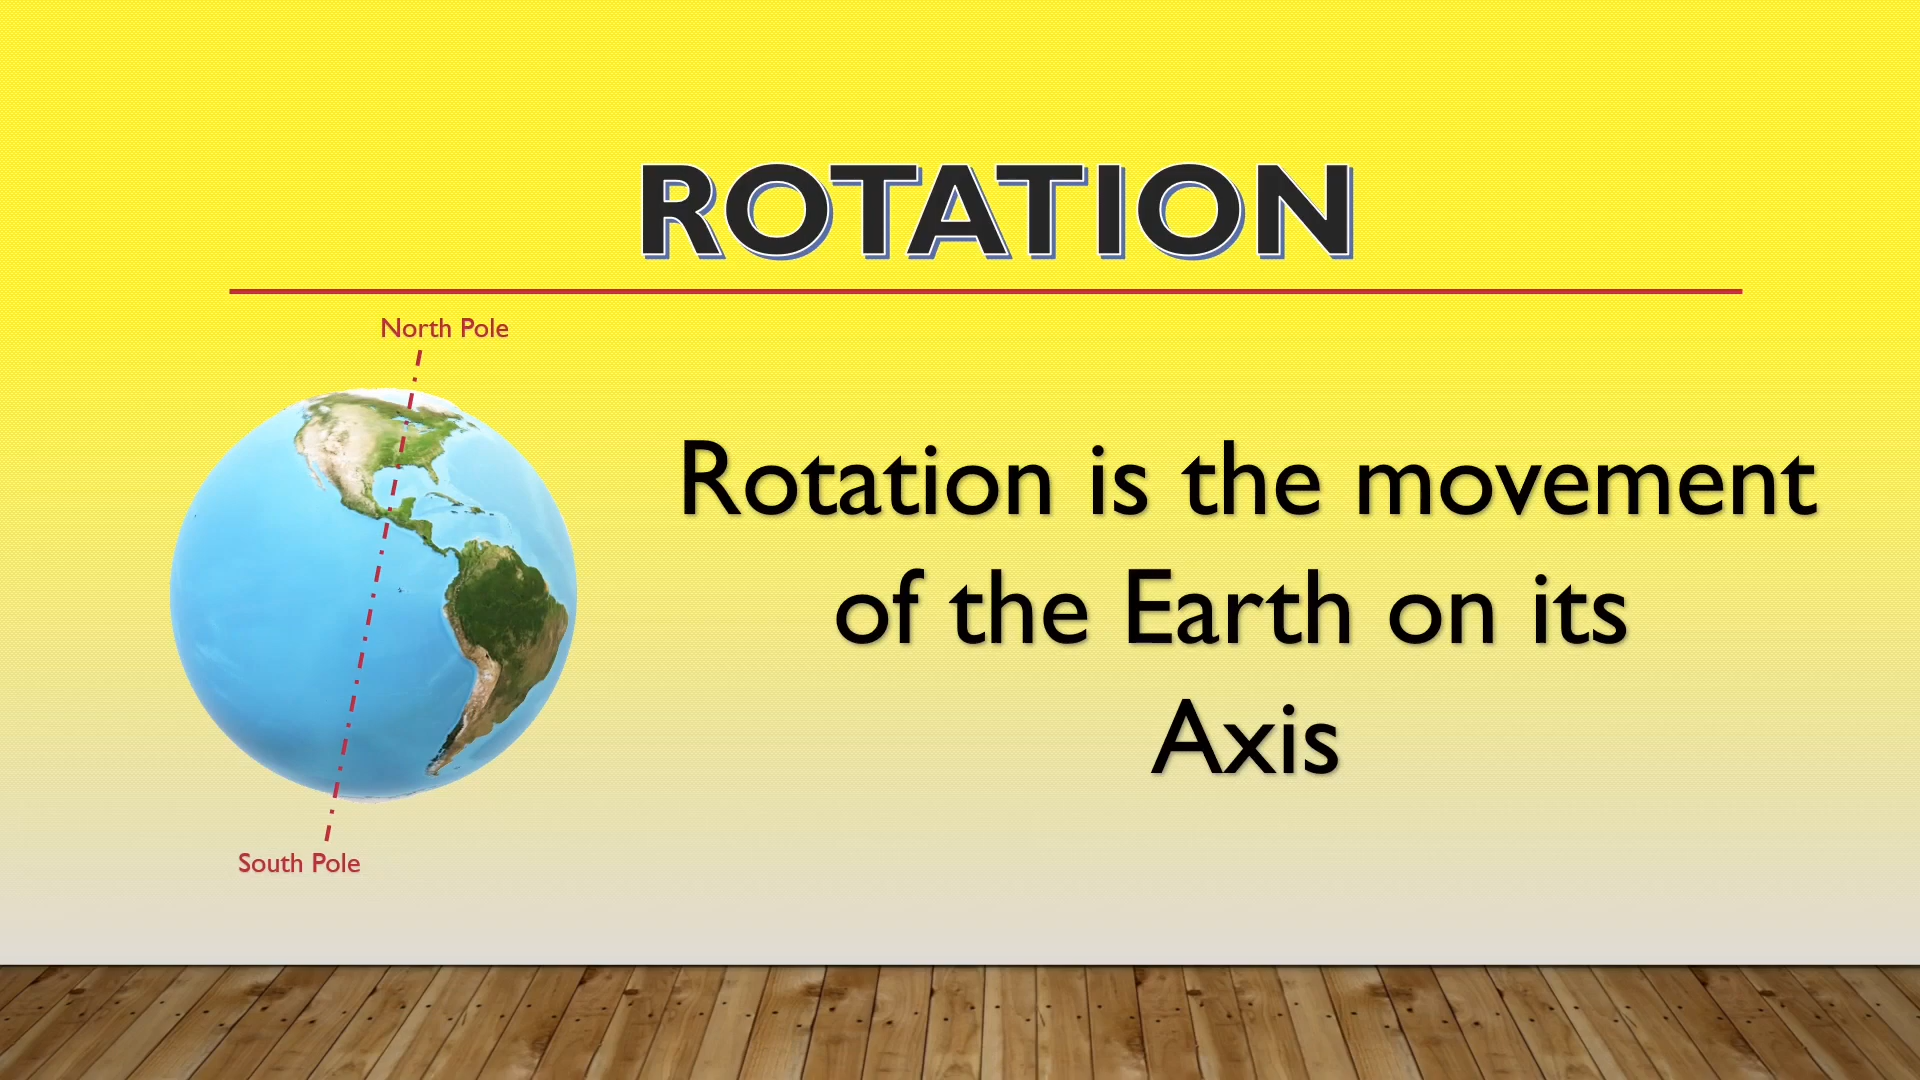 ROTATION
North Pole
Rotation is the movement
of the Earth on its
Axis
South Pole